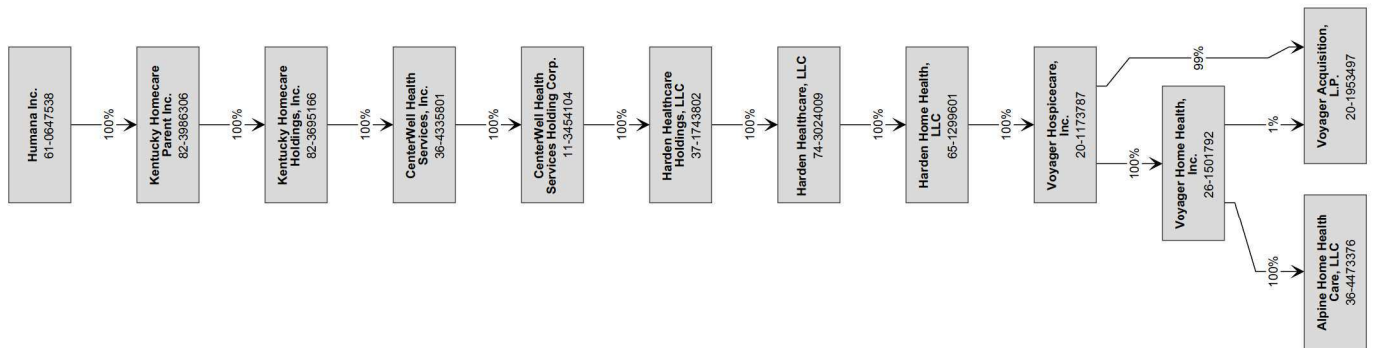 Humana Inc.
61-0647538
100%
Kentucky Homecare
Parent Inc.
82-3986306
100%
Kentucky Homecare
Holdings, Inc.
82-3695166
100%
CenterWell Health
Services, Inc.
36-4335801
100%
CenterWell Health
Services Holding Corp.
11-3454104
100%
Harden Healthcare
Holdings, LLC
37-1743802
100%
Harden Healthcare, LLC
74-3024009
100%
Harden Home Health,
LLC
65-1299601
100%
Voyager Hospicecare,
Inc.
20-1173787
99%
100%
Voyager Home Health,
Inc.
26-1501792
1%
100%
Voyager Acquisition,
L.P.
20-1953497
Alpine Home Health
Care, LLC
36-4473376